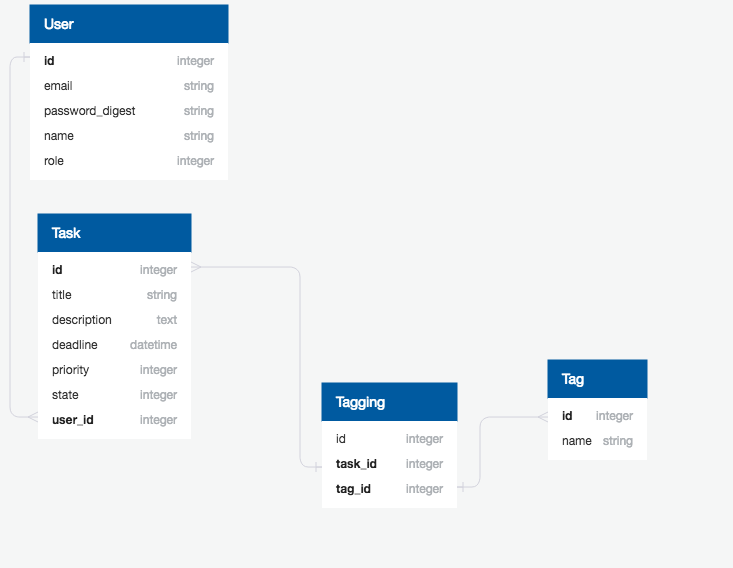 User
id integer
email string
password_digest string
name string
role integer
Task
id integer
title string
description text
deadline datetime
priority integer
state integer
user_id integer
Tagging
id integer
task_id integer
tag_id integer
Tag
id integer
name string